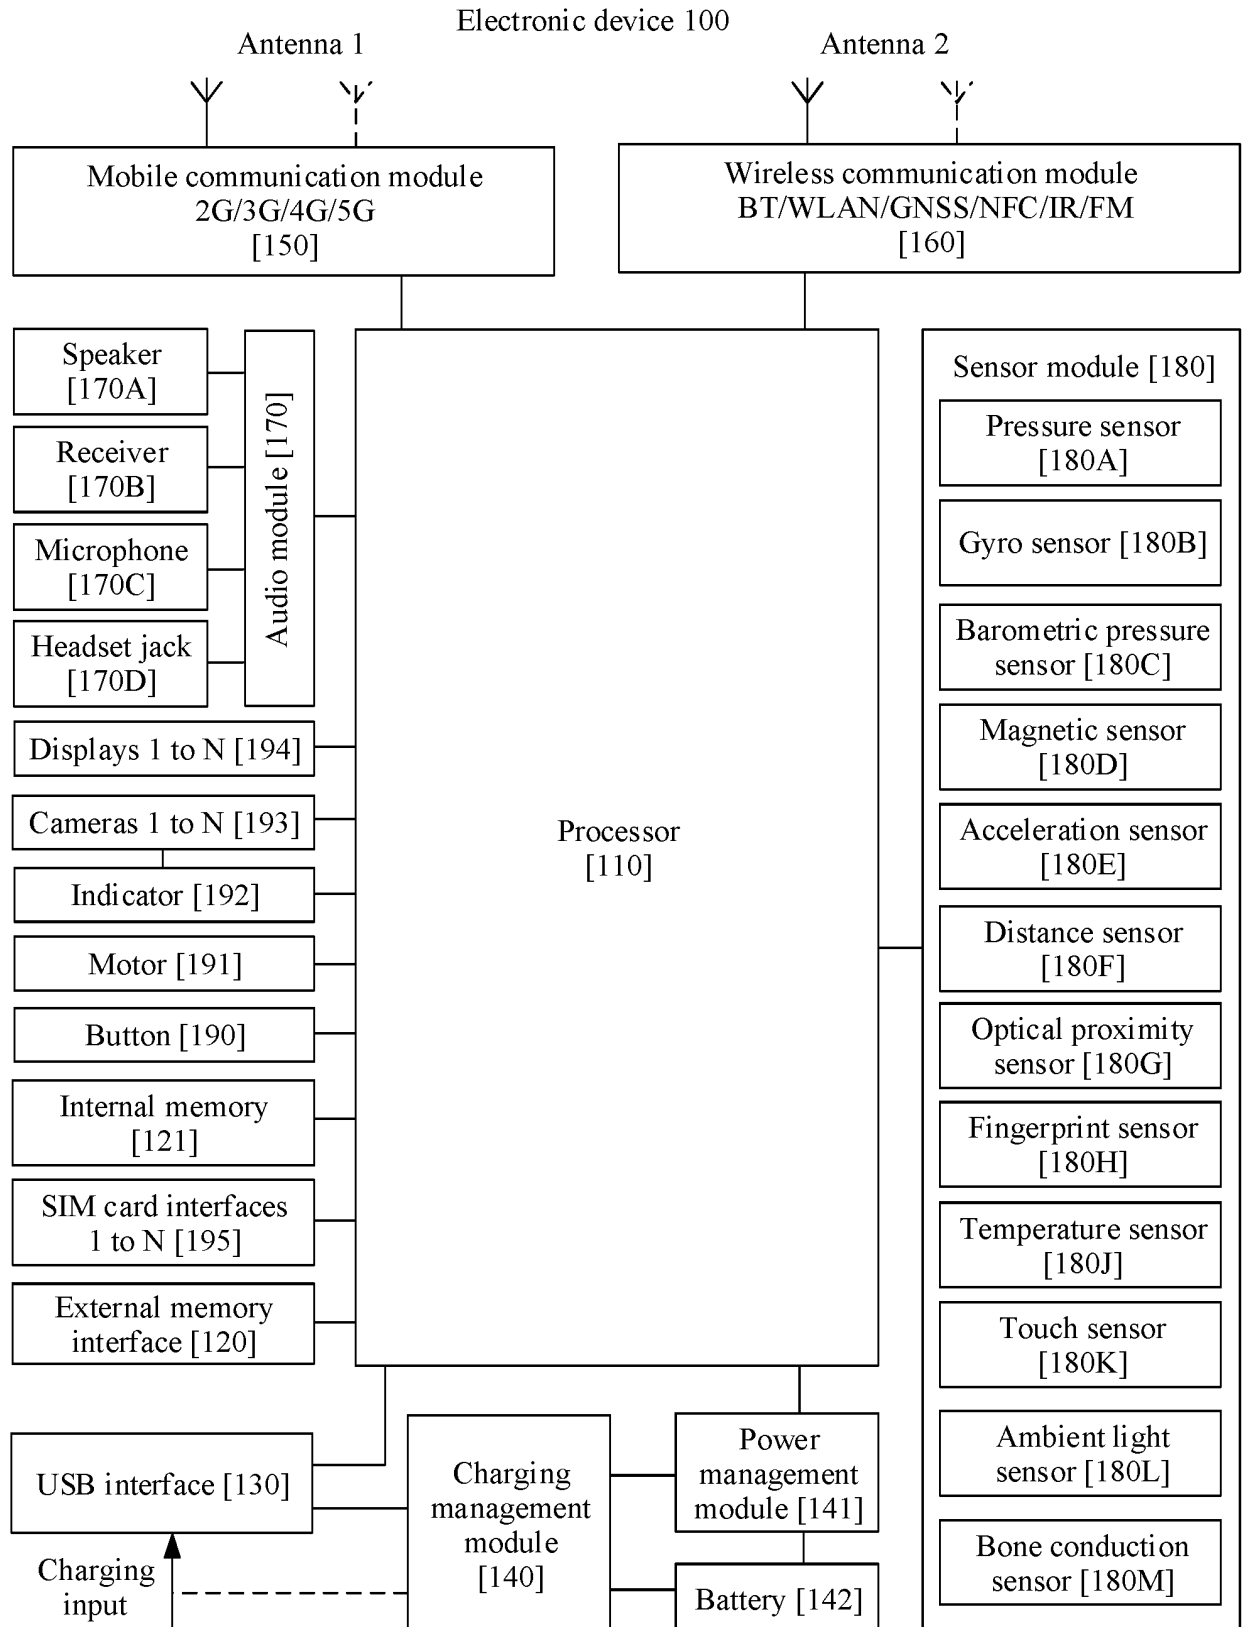 Electronic device 100
Antenna 1
Antenna 2
Mobile communication module
2G/3G/4G/5G
[150]
Wireless communication module
BT/WLAN/GNSS/NFC/IR/FM
[160]
Speaker
[170A]
Receiver
[170B]
Microphone
[170C]
Headset jack
[170D]
Audio module [170]
Displays 1 to N [194]
Cameras 1 to N [193]
Indicator [192]
Motor [191]
Button [190]
Internal memory
[121]
SIM card interfaces
1 to N [195]
External memory
interface [120]
Processor
[110]
USB interface [130]
Charging
input
Charging
management
module
[140]
Power
management
module [141]
Battery [142]
Sensor module [180]
Pressure sensor
[180A]
Gyro sensor [180B]
Barometric pressure
sensor [180C]
Magnetic sensor
[180D]
Acceleration sensor
[180E]
Distance sensor
[180F]
Optical proximity
sensor [180G]
Fingerprint sensor
[180H]
Temperature sensor
[180J]
Touch sensor
[180K]
Ambient light
sensor [180L]
Bone conduction
sensor [180M]